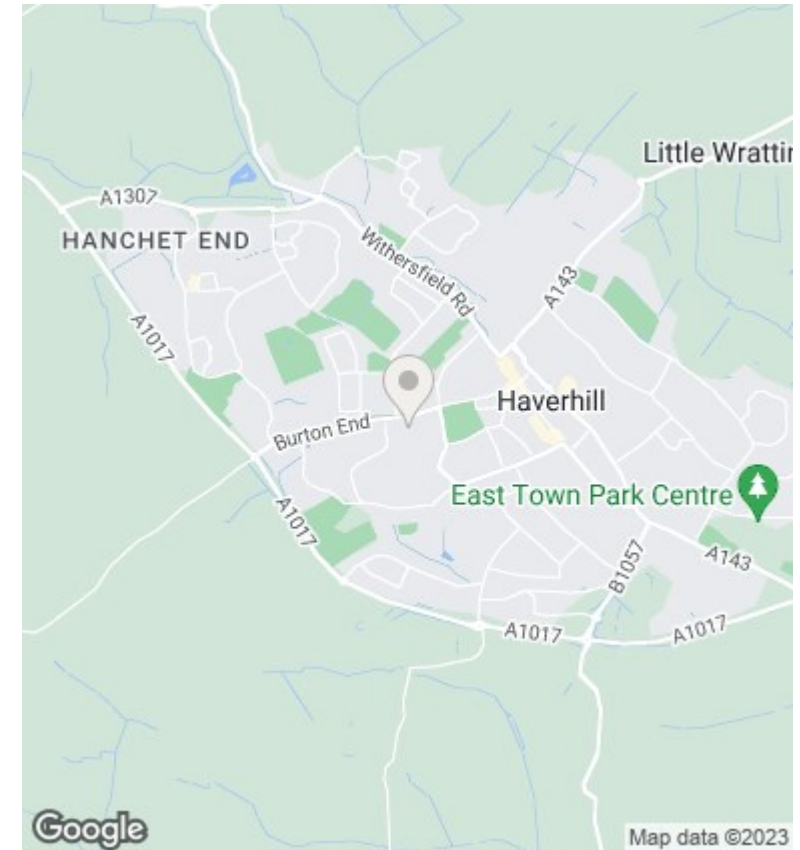 Little Wrattin
A1307
HANCHET END
Withersfield Rd
A143
A1017
Haverhill
Burton End
East Town Park Centre
A1017
B1057
A143
A1017
A1017
Google
Map data ©2023